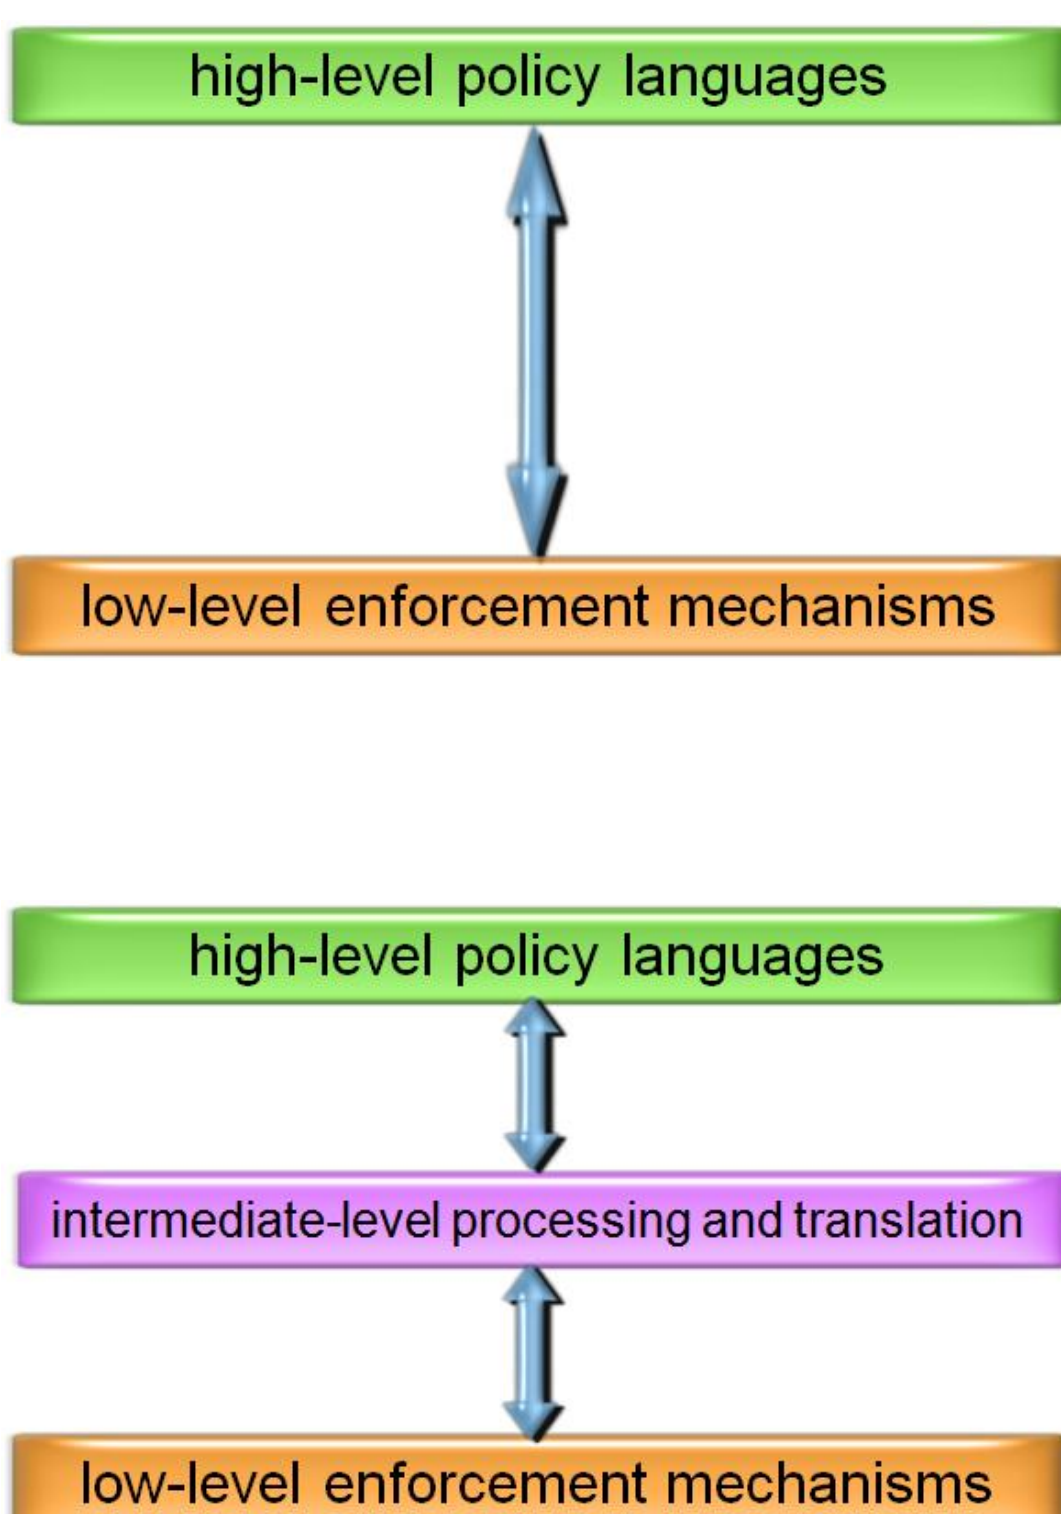 high-level policy languages
low-level enforcement mechanisms
high-level policy languages
intermediate-level processing and translation
low-level enforcement mechanisms